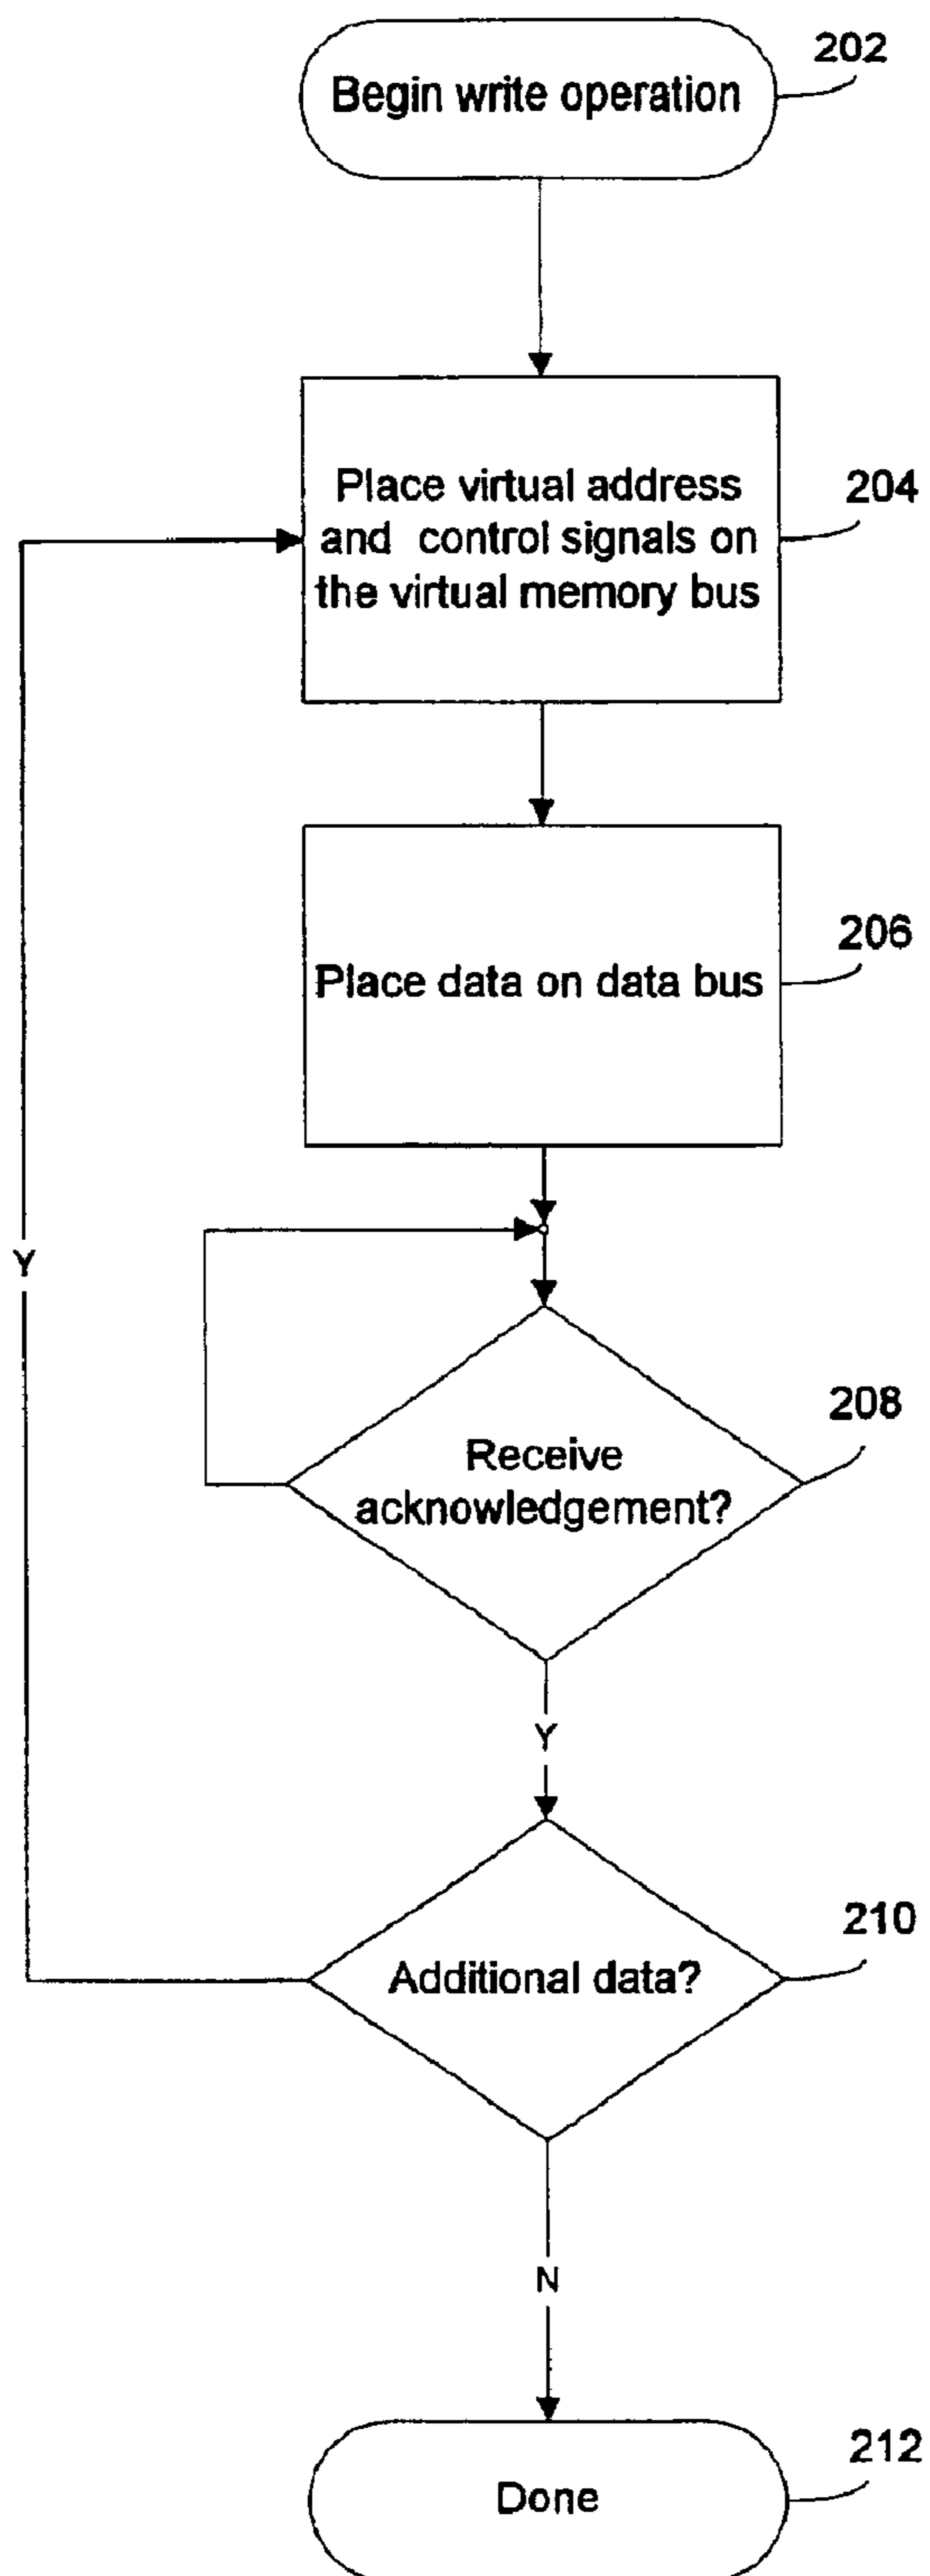 202
Begin write operation
Place virtual address
and control signals on
the virtual memory bus
204
Place data on data bus
206
Y
Receive
acknowledgement?
208
Y
Additional data?
210
N
Done
212